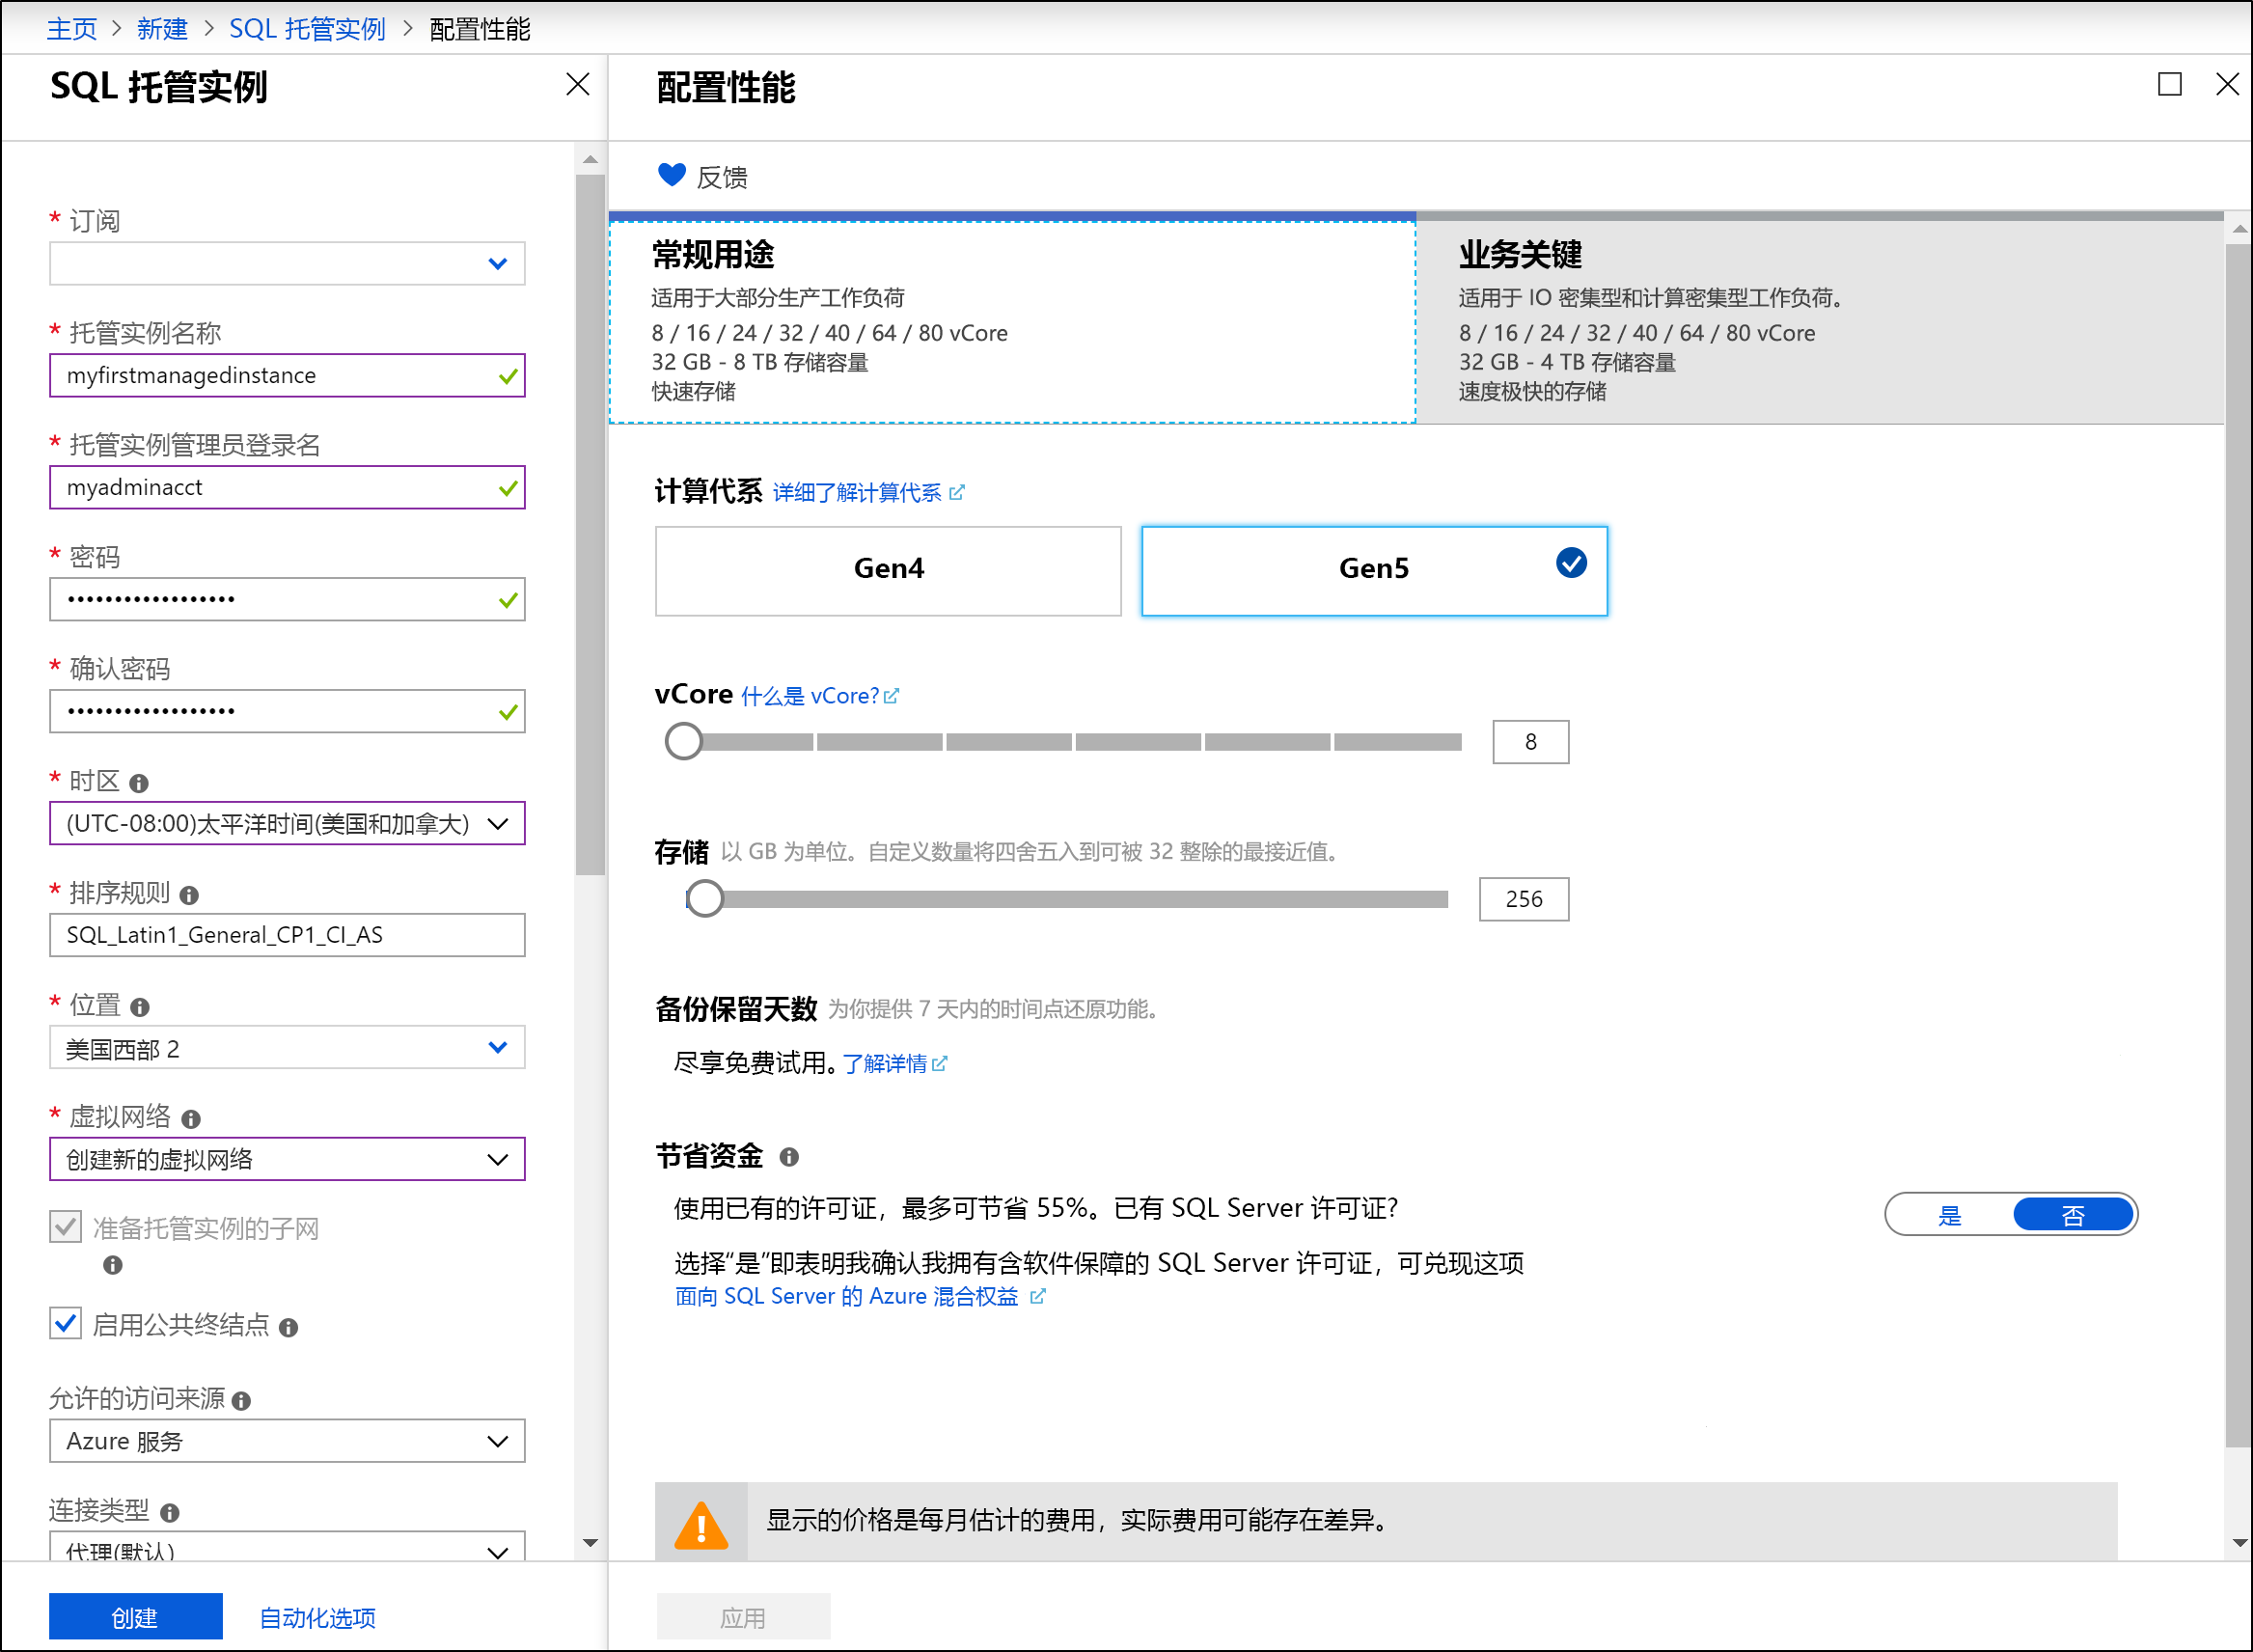 主页 > 新建 > SQL 托管实例 > 配置性能
SQL 托管实例
* 订阅
* 托管实例名称
myfirstmanagedinstance
* 托管实例管理员登录名
myadminacct
* 密码
••••••••••••••••••
* 确认密码
••••••••••••••••••
* 时区
(UTC-08:00)太平洋时间(美国和加拿大)
* 排序规则
SQL_Latin1_General_CP1_CI_AS
* 位置
美国西部 2
* 虚拟网络
创建新的虚拟网络
准备托管实例的子网
启用公共终结点
允许的访问来源
Azure 服务
连接类型
代理(默认)
创建
自动化选项
配置性能
反馈
常规用途
适用于大部分生产工作负荷
8 / 16 / 24 / 32 / 40 / 64 / 80 vCore
32 GB - 8 TB 存储容量
快速存储
业务关键
适用于 IO 密集型和计算密集型工作负荷。
8 / 16 / 24 / 32 / 40 / 64 / 80 vCore
32 GB - 4 TB 存储容量
速度极快的存储
计算代系 详细了解计算代系
Gen4
Gen5
vCore 什么是 vCore?
8
存储 以 GB 为单位。自定义数量将四舍五入到可被 32 整除的最接近值。
256
备份保留天数 为你提供 7 天内的时间点还原功能。
尽享免费试用。了解详情
节省资金
使用已有的许可证，最多可节省 55%。已有 SQL Server 许可证?
是
否
选择“是”即表明我确认我拥有含软件保障的 SQL Server 许可证，可兑现这项
面向 SQL Server 的 Azure 混合权益
显示的价格是每月估计的费用，实际费用可能存在差异。
应用